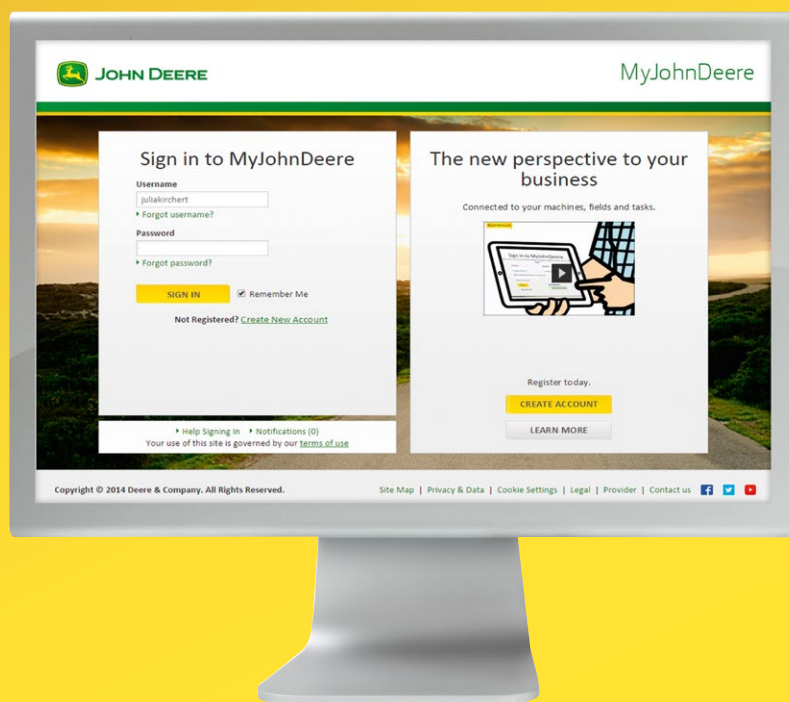 JOHN DEERE
MyJohnDeere
Sign in to MyJohnDeere
Username
juliakirchert
Forgot username?
Password
Forgot password?
SIGN IN
Remember Me
Not Registered? Create New Account
Help Signing In Notifications (0)
Your use of this site is governed by our terms of use
The new perspective to your
business
Connected to your machines, fields and tasks.
Sign in to MyJohnDeere
Register today.
CREATE ACCOUNT
LEARN MORE
Copyright © 2014 Deere & Company. All Rights Reserved.
Site Map | Privacy & Data | Cookie Settings | Legal | Provider | Contact us